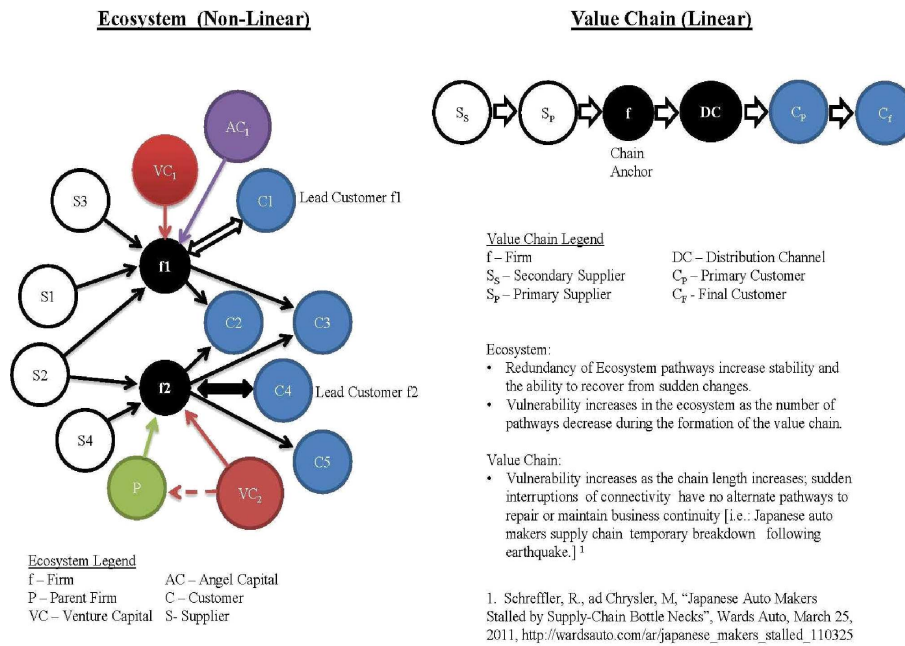 Ecosystem (Non-Linear)
Value Chain (Linear)
AC1
VC1
S3
C1
Lead Customer f1
f1
S1
C2
C3
S2
f2
C4
Lead Customer f2
S4
C5
P
VC2
Ecosystem Legend
f – Firm
AC – Angel Capital
P – Parent Firm
C – Customer
VC – Venture Capital
S- Supplier
SS
SP
f
DC
CP
Cf
Chain
Anchor
Value Chain Legend
f – Firm
DC – Distribution Channel
SS – Secondary Supplier
CP – Primary Customer
SP – Primary Supplier
CF - Final Customer
Ecosystem:
• Redundancy of Ecosystem pathways increase stability and
the ability to recover from sudden changes.
• Vulnerability increases in the ecosystem as the number of
pathways decrease during the formation of the value chain.
Value Chain:
• Vulnerability increases as the chain length increases; sudden
interruptions of connectivity have no alternate pathways to
repair or maintain business continuity [i.e.: Japanese auto
makers supply chain temporary breakdown following
earthquake.] 1
1. Schreffler, R., ad Chrysler, M, “Japanese Auto Makers
Stalled by Supply-Chain Bottle Necks”, Wards Auto, March 25,
2011, http://wardsauto.com/ar/japanese_makers_stalled_110325